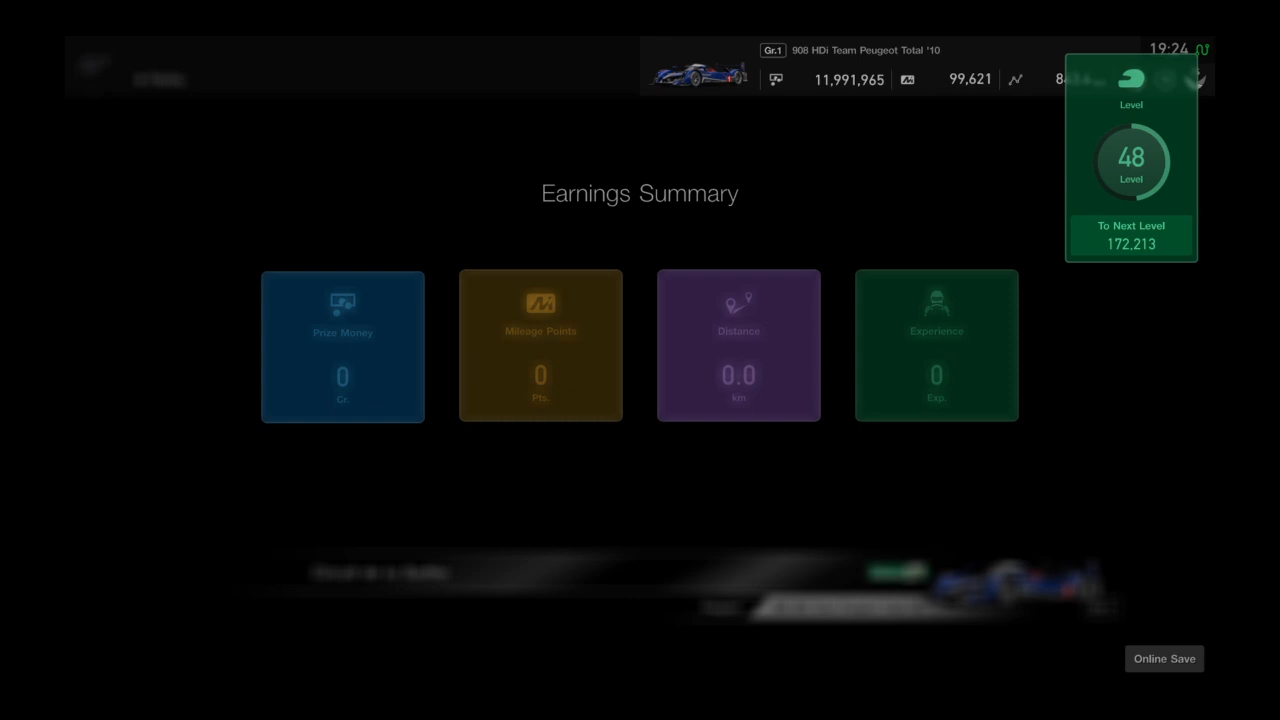 Gr.1 908 HDi Team Peugeot Total '10
19:24
11,991,965
99,621
Level
48
Level
To Next Level
172,213
Earnings Summary
Prize Money
0
Cr.
Mileage Points
0
Pts.
Distance
0.0
km
Experience
0
Exp.
Online Save